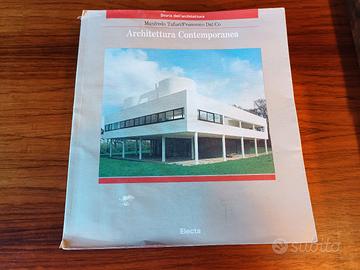 Storia dell'architettura
Manfredo Tafuri/Francesco Dal Co
Architettura Contemporanea
Electa
subito